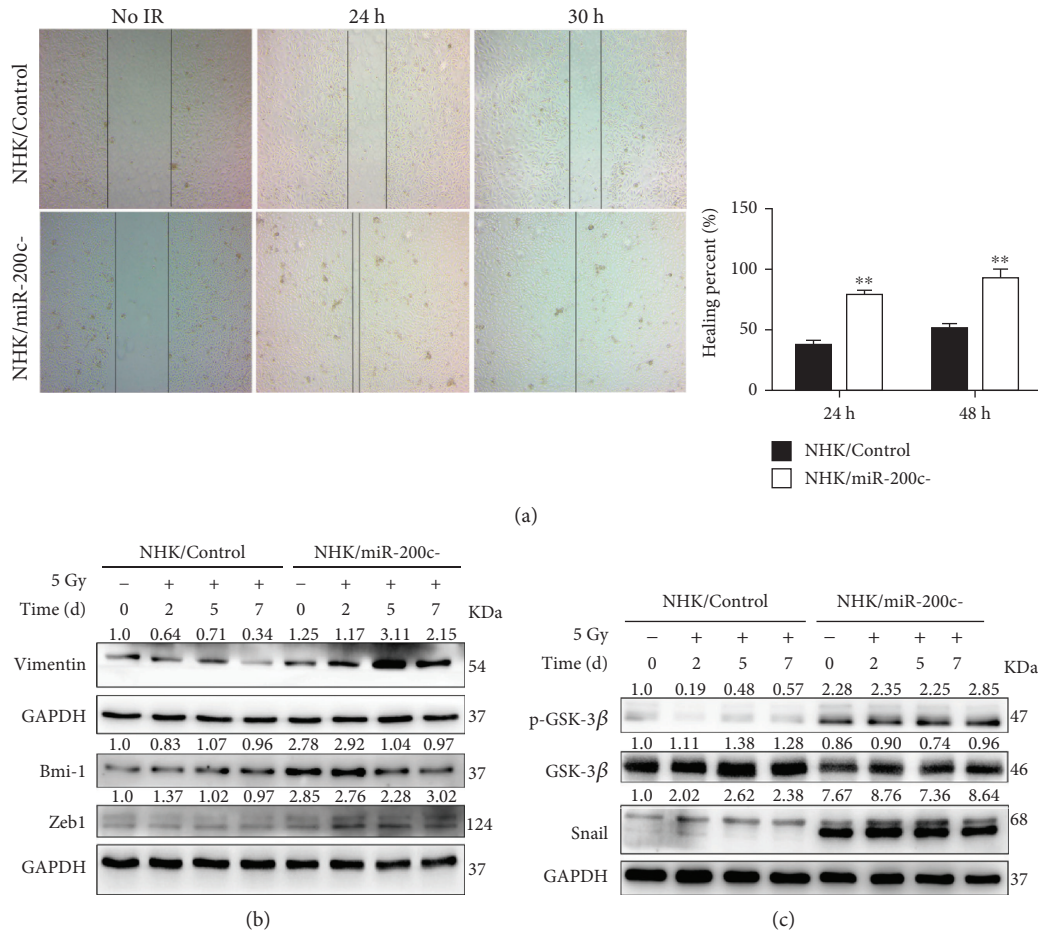 No IR 24 h 30 h
NHK/Control
NHK/miR-200c-
Healing percent (%)
150
100
50
0
** **
24 h 48 h
NHK/Control
NHK/miR-200c-
(a)
NHK/Control NHK/miR-200c-
5 Gy − + + + − + + +
Time (d) 0 2 5 7 0 2 5 7 KDa
1.0 0.64 0.71 0.34 1.25 1.17 3.11 2.15
Vimentin 54
GAPDH 37
1.0 0.83 1.07 0.96 2.78 2.92 1.04 0.97
Bmi-1 37
1.0 1.37 1.02 0.97 2.85 2.76 2.28 3.02
Zeb1 124
GAPDH 37
(b)
NHK/Control NHK/miR-200c-
5 Gy − + + + − + + +
Time (d) 0 2 5 7 0 2 5 7 KDa
1.0 0.19 0.48 0.57 2.28 2.35 2.25 2.85
p-GSK-3β 47
1.0 1.11 1.38 1.28 0.86 0.90 0.74 0.96
GSK-3β 46
1.0 2.02 2.62 2.38 7.67 8.76 7.36 8.64
Snail 68
GAPDH 37
(c)